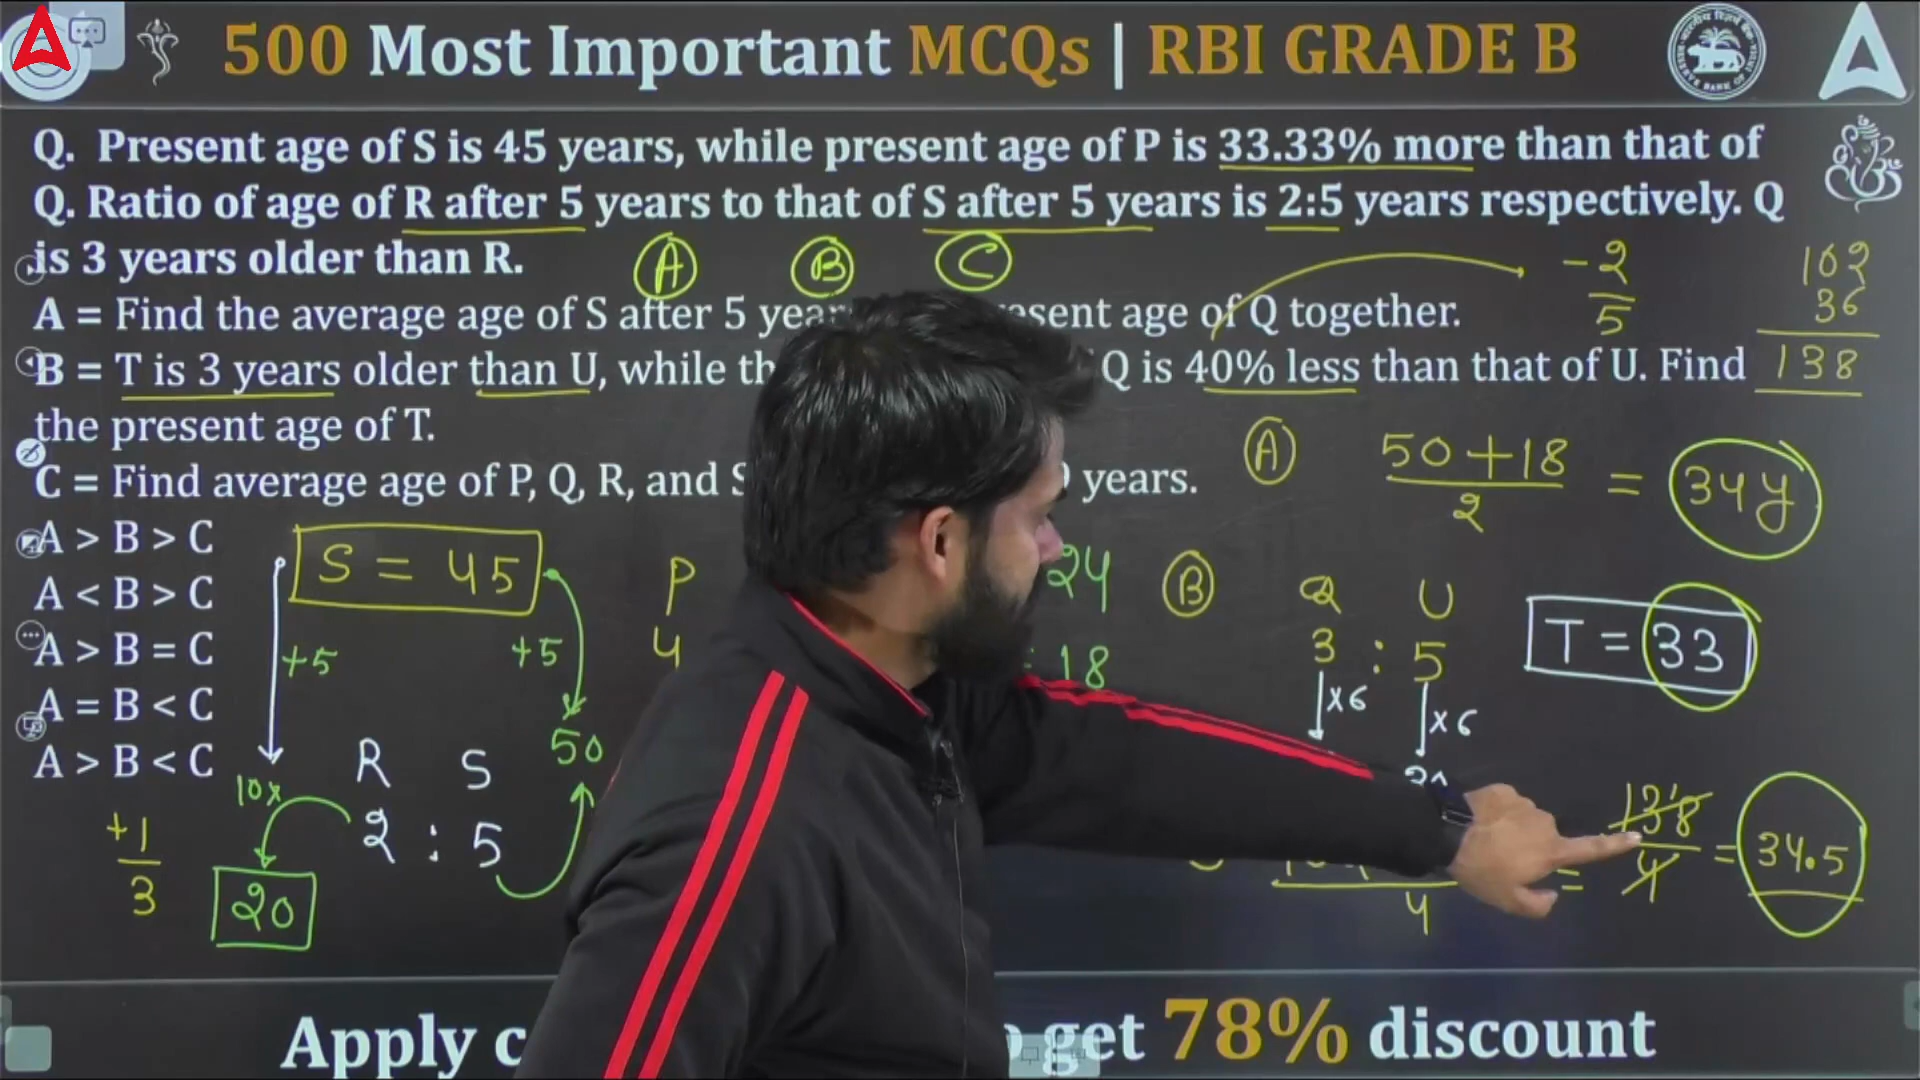 500 Most Important MCQs | RBI GRADE B
Q. Present age of S is 45 years, while present age of P is 33.33% more than that of
Q. Ratio of age of R after 5 years to that of S after 5 years is 2:5 years respectively. Q
is 3 years older than R.
A B C
-2/5
102
36
138
A = Find the average age of S after 5 esent age of Q together.
B = T is 3 years older than U, while Q is 40% less than that of U. Find
the present age of T.
C = Find average age of P, Q, R, and years.
A > B > C
A < B > C
A > B = C
A = B < C
A > B < C
A 50+18/2 = 34y
S = 45
+5 +5
50
P
4
24
18
B Q U
3 : 5
×6 ×6
T = 33
R S
2 : 5
10x
20
+1/3
4
= 138/4 = 34.5
Apply get 78% discount